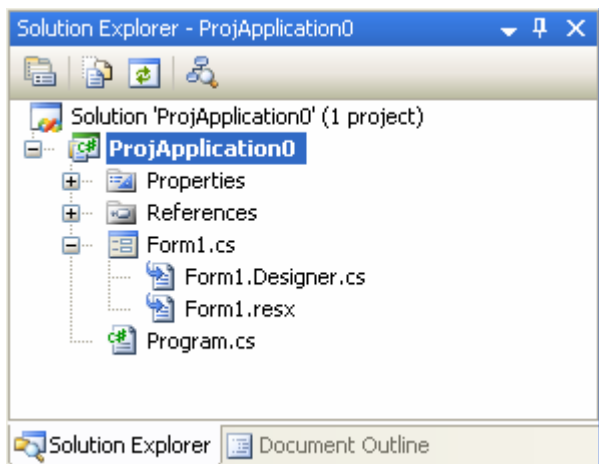 Solution Explorer - ProjApplication0
Solution 'ProjApplication0' (1 project)
ProjApplication0
Properties
References
Form1.cs
Form1.Designer.cs
Form1.resx
Program.cs
Solution Explorer Document Outline